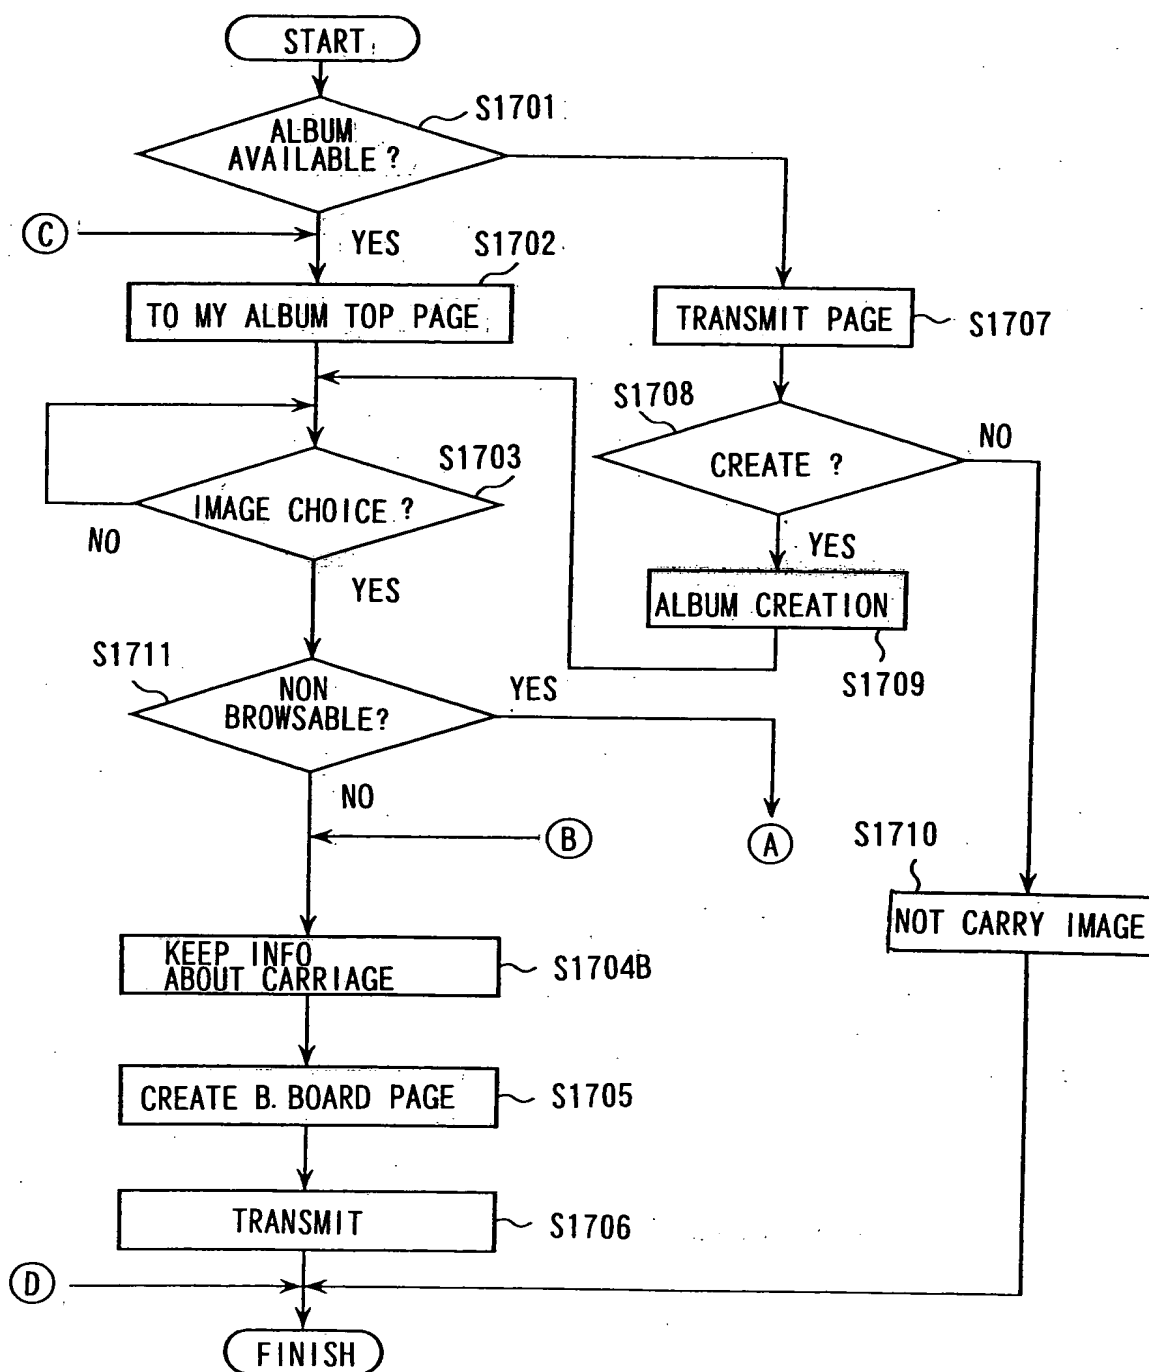 START
S1701
ALBUM
AVAILABLE ?
C
YES
S1702
TO MY ALBUM TOP PAGE
TRANSMIT PAGE
S1707
S1708
NO
CREATE ?
S1703
IMAGE CHOICE ?
NO
YES
YES
ALBUM CREATION
S1709
S1711
NON
BROWSABLE?
YES
NO
B
A
S1710
NOT CARRY IMAGE
KEEP INFO
ABOUT CARRIAGE
S1704B
CREATE B. BOARD PAGE
S1705
TRANSMIT
S1706
D
FINISH